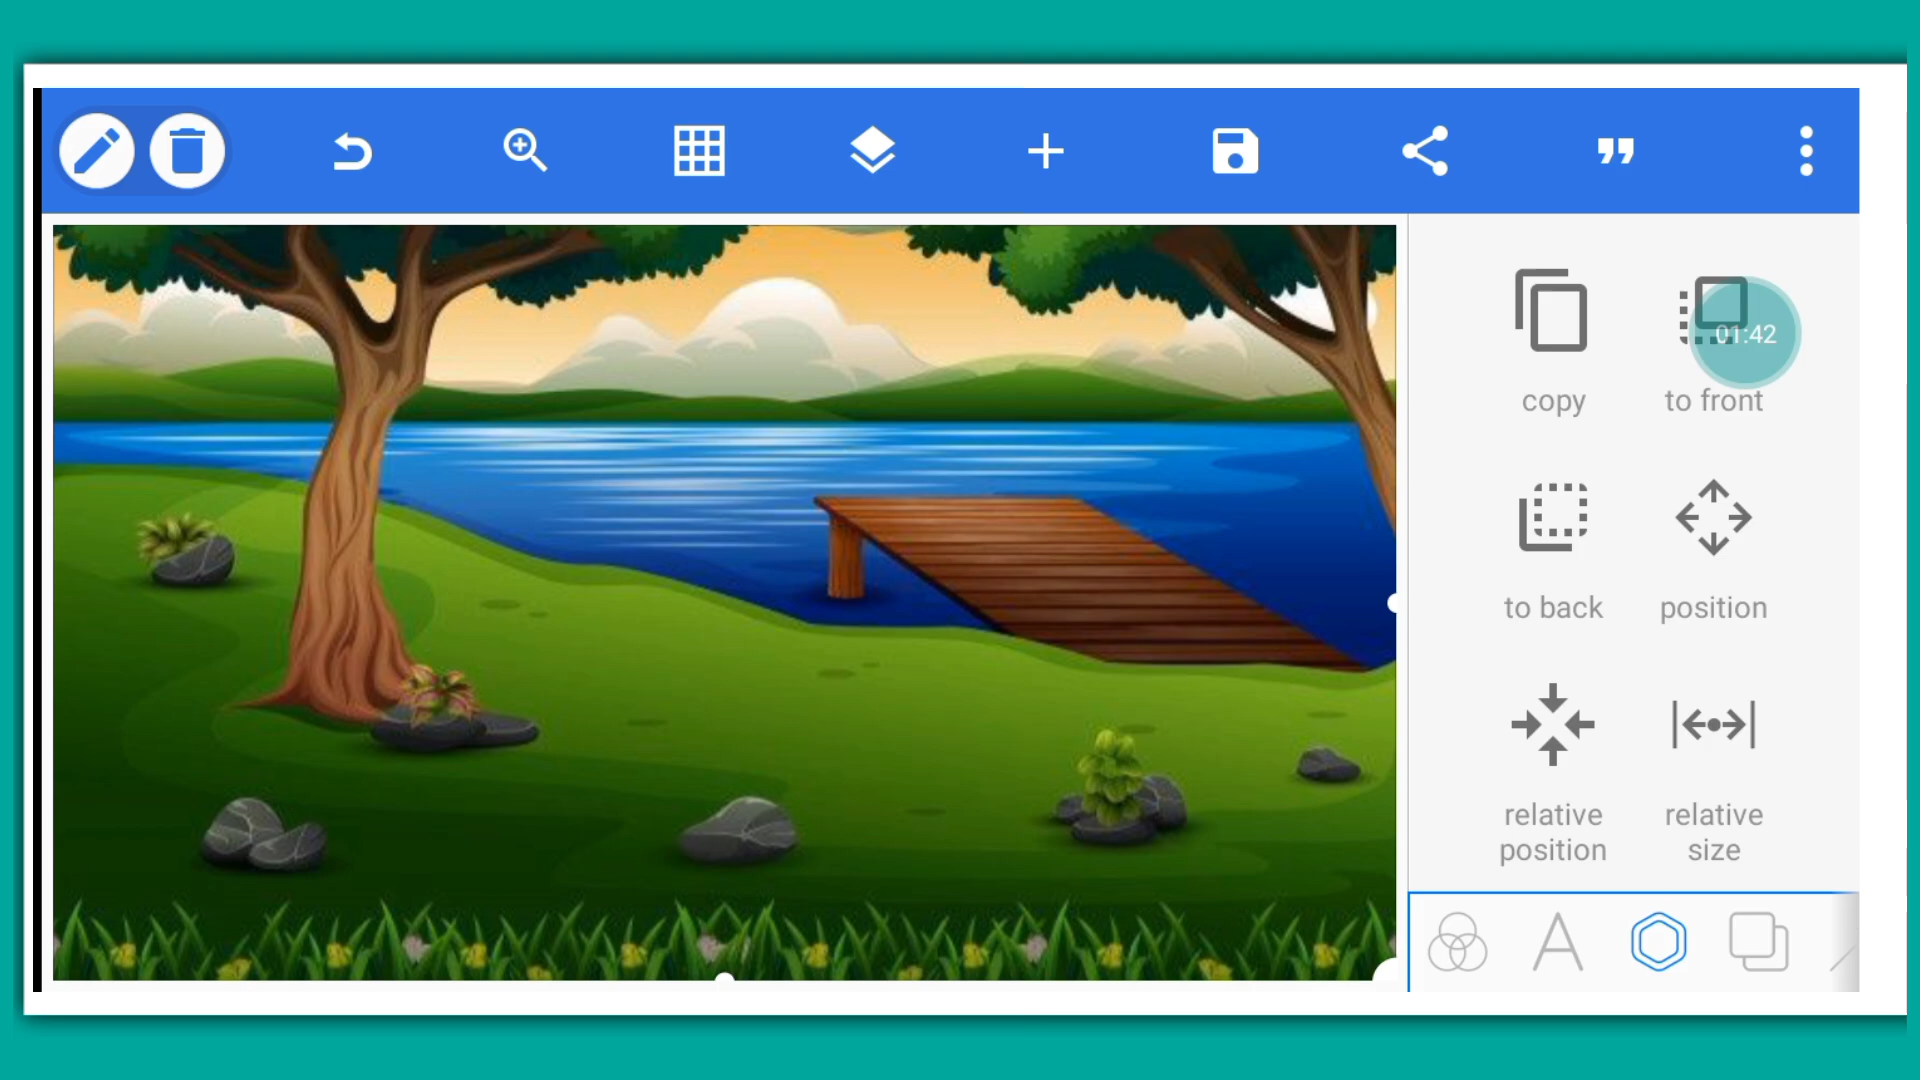 copy
to front
01:42
to back
position
relative
position
relative
size